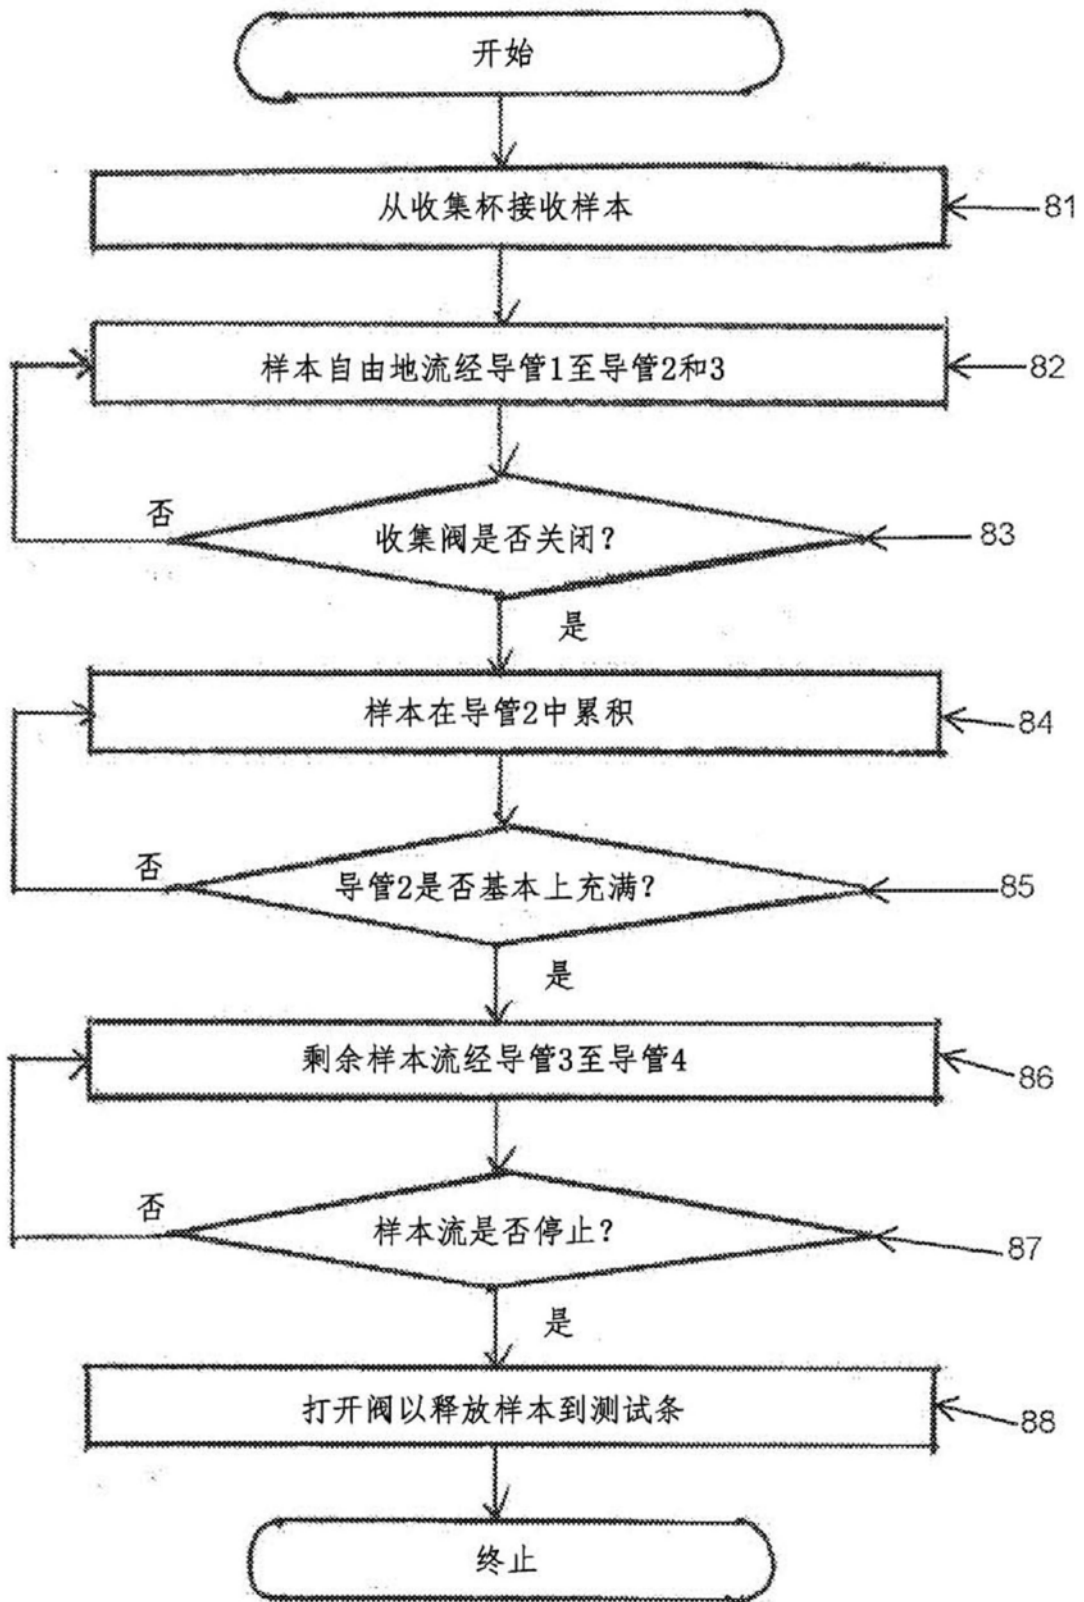 开始
从收集杯接收样本
81
样本自由地流经导管1至导管2和3
82
否
收集阀是否关闭?
83
是
样本在导管2中累积
84
否
导管2是否基本上充满?
85
是
剩余样本流经导管3至导管4
86
否
样本流是否停止?
87
是
打开阀以释放样本到测试条
88
终止